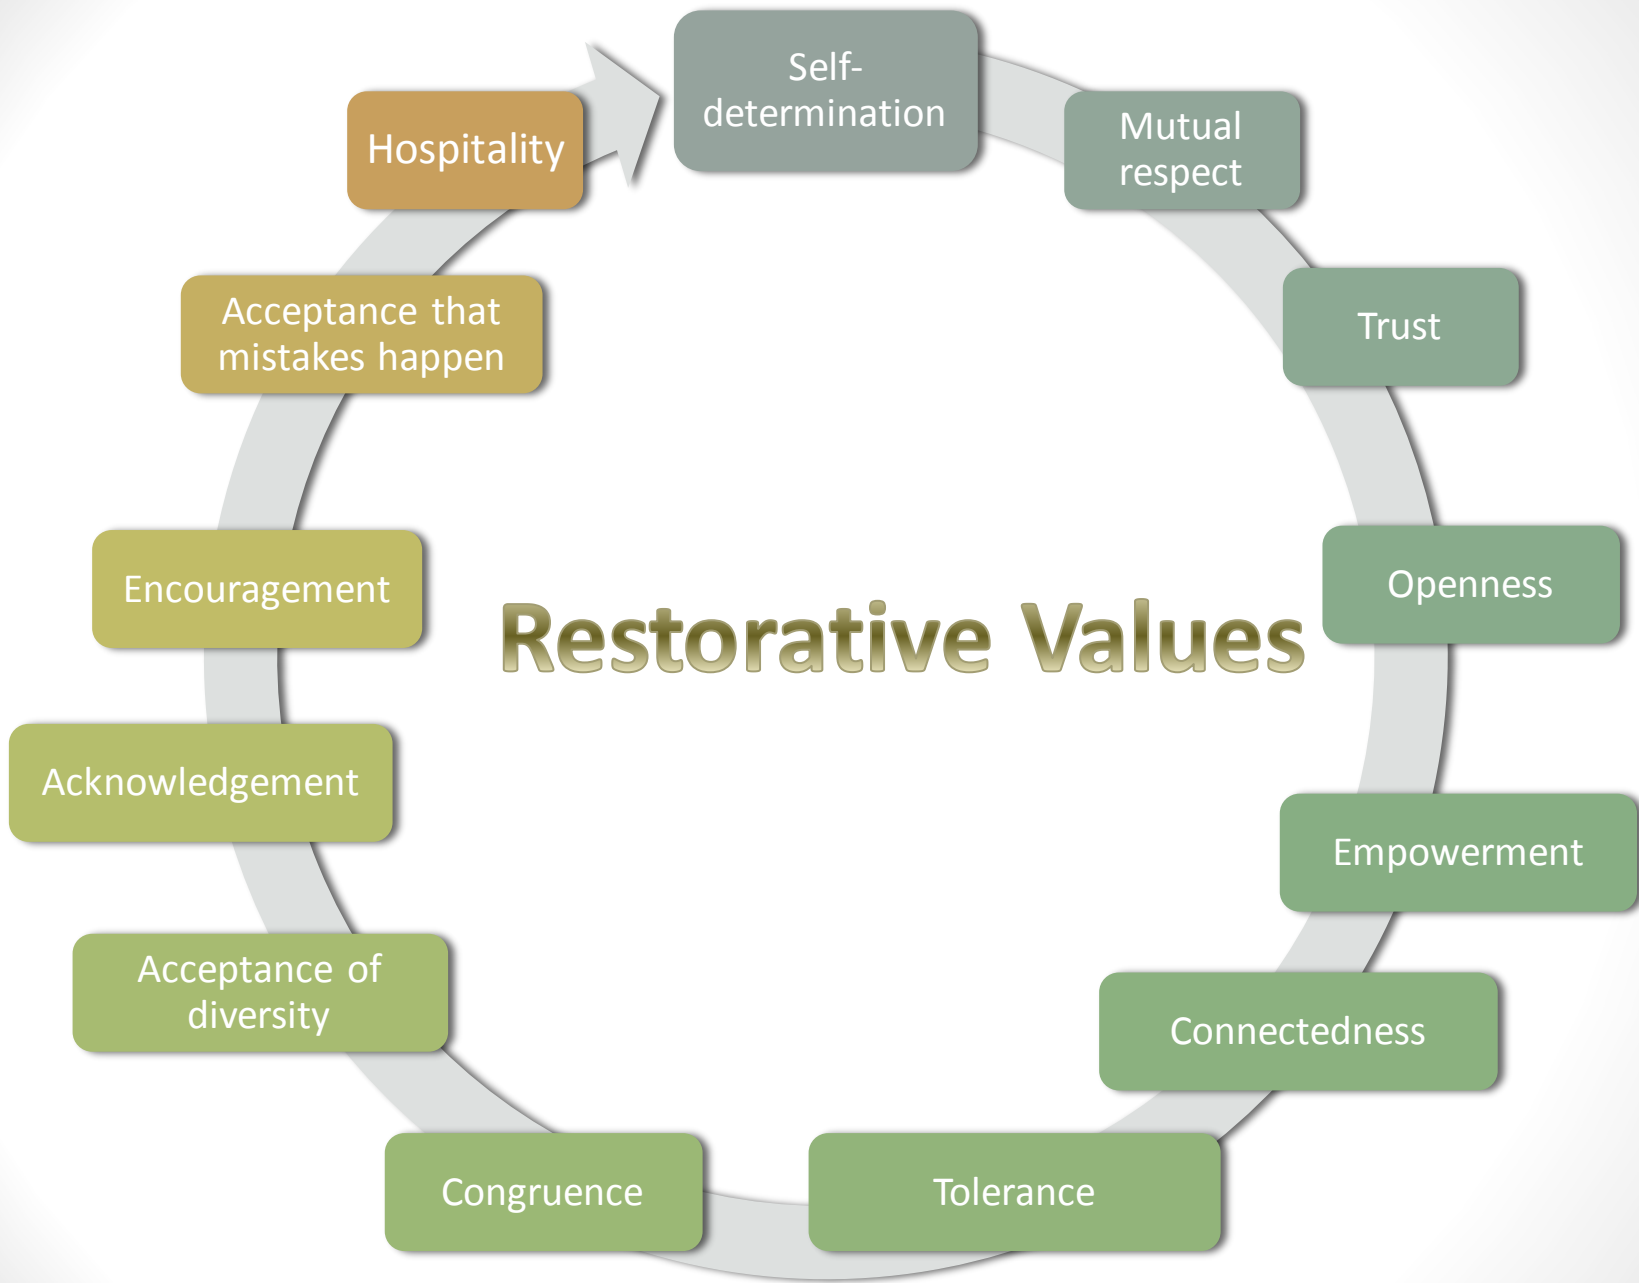 Self-
determination
Mutual
respect
Trust
Openness
Empowerment
Connectedness
Tolerance
Congruence
Acceptance of
diversity
Acknowledgement
Encouragement
Acceptance that
mistakes happen
Hospitality
Restorative Values